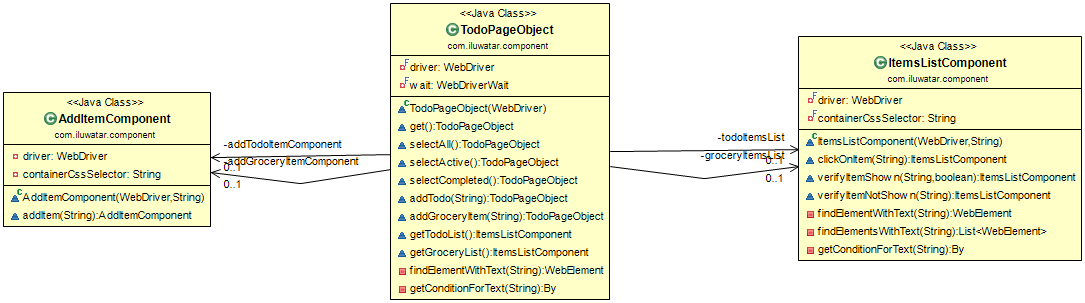 <<Java Class>>
AddItemComponent
com.iluwatar.component
driver: WebDriver
containerCssSelector: String
AddItemComponent(WebDriver,String)
addItem(String):AddItemComponent
-addTodoItemComponent
0..1
-addGroceryItemComponent
0..1
<<Java Class>>
TodoPageObject
com.iluwatar.component
driver: WebDriver
wait: WebDriverWait
TodoPageObject(WebDriver)
get():TodoPageObject
selectAll():TodoPageObject
selectActive():TodoPageObject
selectCompleted():TodoPageObject
addTodo(String):TodoPageObject
addGroceryItem(String):TodoPageObject
getTodoList():ItemsListComponent
getGroceryList():ItemsListComponent
findElementWithText(String):WebElement
getConditionForText(String):By
-todoItemsList
0..1
-groceryItemsList
0..1
<<Java Class>>
ItemsListComponent
com.iluwatar.component
driver: WebDriver
containerCssSelector: String
ItemsListComponent(WebDriver,String)
clickOnItem(String):ItemsListComponent
verifyItemShown(String,boolean):ItemsListComponent
verifyItemNotShown(String):ItemsListComponent
findElementWithText(String):WebElement
findElementsWithText(String):List<WebElement>
getConditionForText(String):By